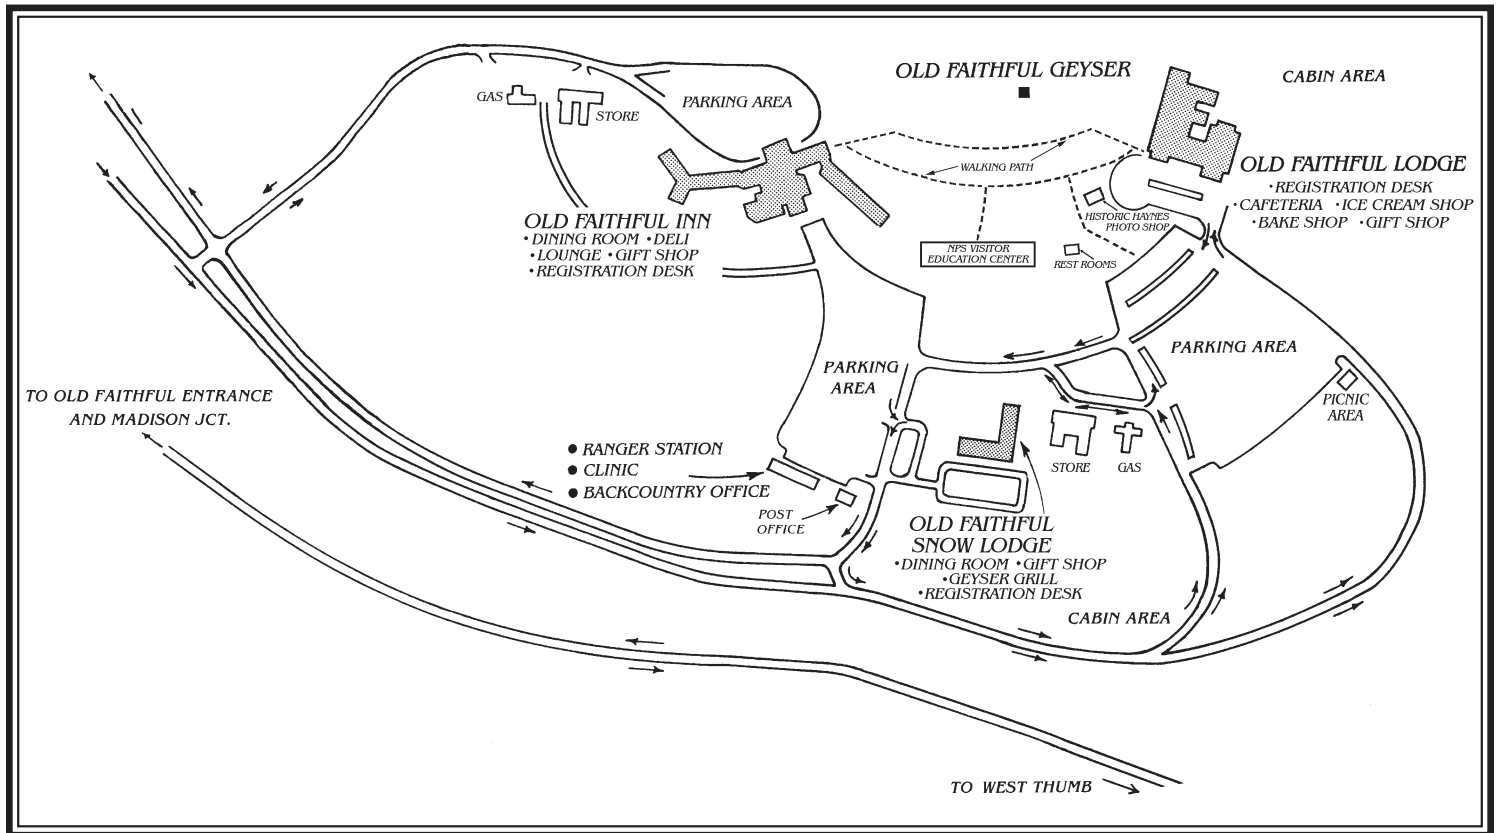 OLD FAITHFUL GEYSER
CABIN AREA
GAS
STORE
PARKING AREA
WALKING PATH
OLD FAITHFUL LODGE
•REGISTRATION DESK
•CAFETERIA •ICE CREAM SHOP
•BAKE SHOP •GIFT SHOP
OLD FAITHFUL INN
•DINING ROOM •DELI
•LOUNGE •GIFT SHOP
•REGISTRATION DESK
HISTORIC HAYNES
PHOTO SHOP
NPS VISITOR
EDUCATION CENTER
REST ROOMS
PARKING AREA
PARKING
AREA
TO OLD FAITHFUL ENTRANCE
AND MADISON JCT.
PICNIC
AREA
• RANGER STATION
• CLINIC
• BACKCOUNTRY OFFICE
STORE
GAS
POST
OFFICE
OLD FAITHFUL
SNOW LODGE
•DINING ROOM •GIFT SHOP
•GEYSER GRILL
•REGISTRATION DESK
CABIN AREA
TO WEST THUMB